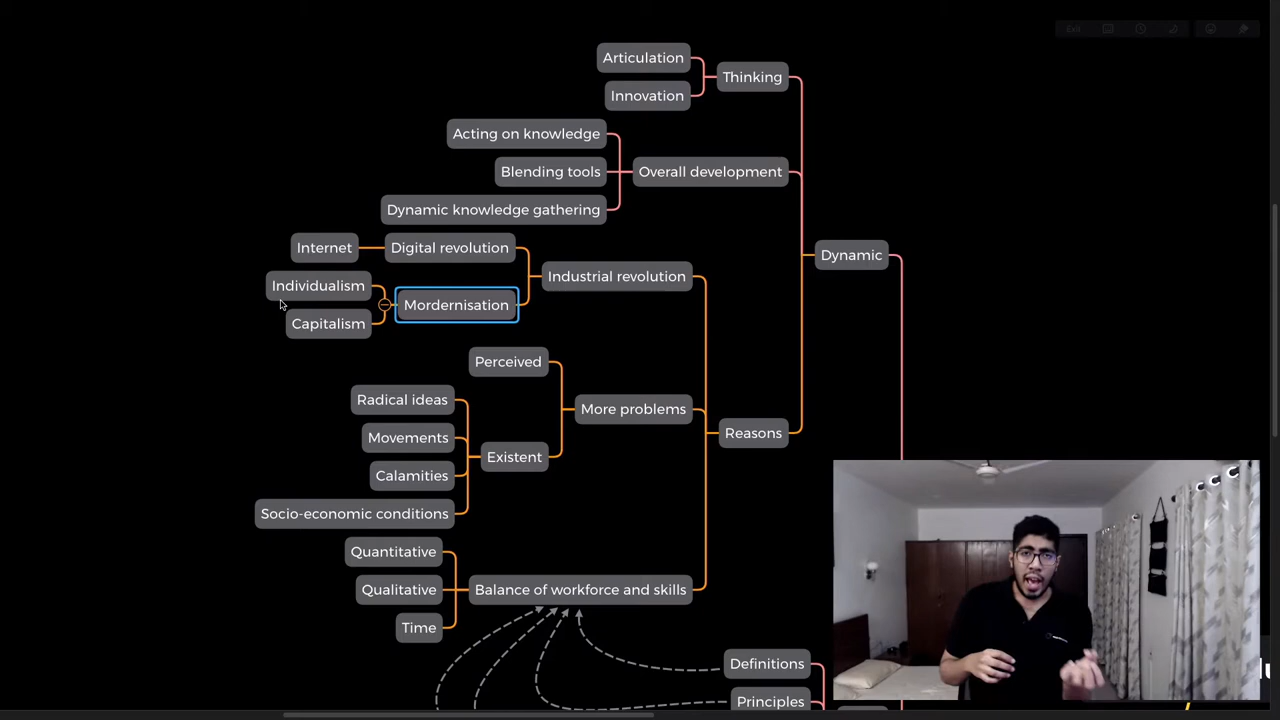 Exit
Articulation
Thinking
Innovation
Acting on knowledge
Blending tools
Overall development
Dynamic knowledge gathering
Internet
Digital revolution
Dynamic
Industrial revolution
Individualism
Mordernisation
Capitalism
Perceived
Radical ideas
More problems
Movements
Reasons
Existent
Calamities
Socio-economic conditions
Quantitative
Qualitative
Balance of workforce and skills
Time
Definitions
Principles